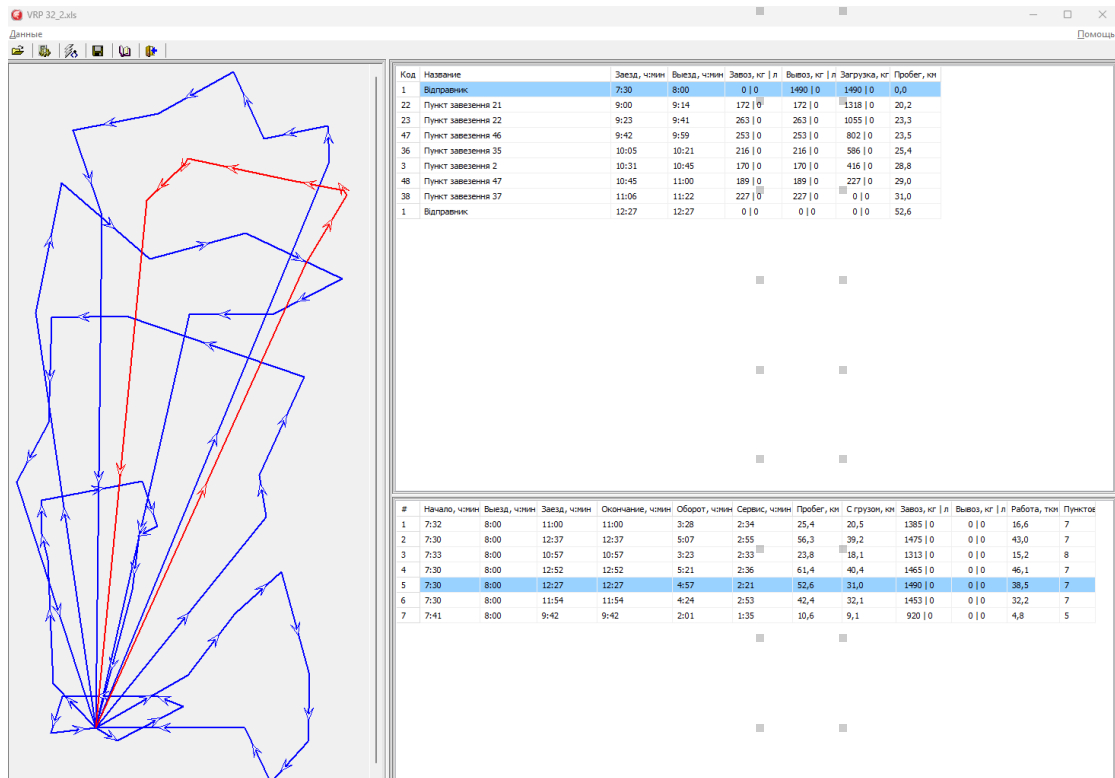 VRP 32_2.xls
Данные Помощь
Код Название Заезд, ч:мин Выезд, ч:мин Завоз, кг | л Вывоз, кг | л Загрузка, кг Пробег, км
1 Відправник 7:30 8:00 0 | 0 1490 | 0 1490 | 0 0,0
22 Пункт завезення 21 9:00 9:14 172 | 0 172 | 0 1318 | 0 20,2
23 Пункт завезення 22 9:23 9:41 263 | 0 263 | 0 1055 | 0 23,3
47 Пункт завезення 46 9:42 9:59 253 | 0 253 | 0 802 | 0 23,5
36 Пункт завезення 35 10:05 10:21 216 | 0 216 | 0 586 | 0 25,4
3 Пункт завезення 2 10:31 10:45 170 | 0 170 | 0 416 | 0 28,8
48 Пункт завезення 47 10:45 11:00 189 | 0 189 | 0 227 | 0 29,0
38 Пункт завезення 37 11:06 11:22 227 | 0 227 | 0 0 | 0 31,0
1 Відправник 12:27 12:27 0 | 0 0 | 0 0 | 0 52,6
# Начало, ч:мин Выезд, ч:мин Заезд, ч:мин Окончание, ч:мин Оборот, ч:мин Сервис, ч:мин Пробег, км С грузом, км Завоз, кг | л Вывоз, кг | л Работа, ткм Пунктов
1 7:32 8:00 11:00 11:00 3:28 2:34 25,4 20,5 1385 | 0 0 | 0 16,6 7
2 7:30 8:00 12:37 12:37 5:07 2:55 56,3 39,2 1475 | 0 0 | 0 43,0 7
3 7:33 8:00 10:57 10:57 3:23 2:33 23,8 18,1 1313 | 0 0 | 0 15,2 8
4 7:30 8:00 12:52 12:52 5:21 2:36 61,4 40,4 1465 | 0 0 | 0 46,1 7
5 7:30 8:00 12:27 12:27 4:57 2:21 52,6 31,0 1490 | 0 0 | 0 38,5 7
6 7:30 8:00 11:54 11:54 4:24 2:53 42,4 32,1 1453 | 0 0 | 0 32,2 7
7 7:41 8:00 9:42 9:42 2:01 1:35 10,6 9,1 920 | 0 0 | 0 4,8 5